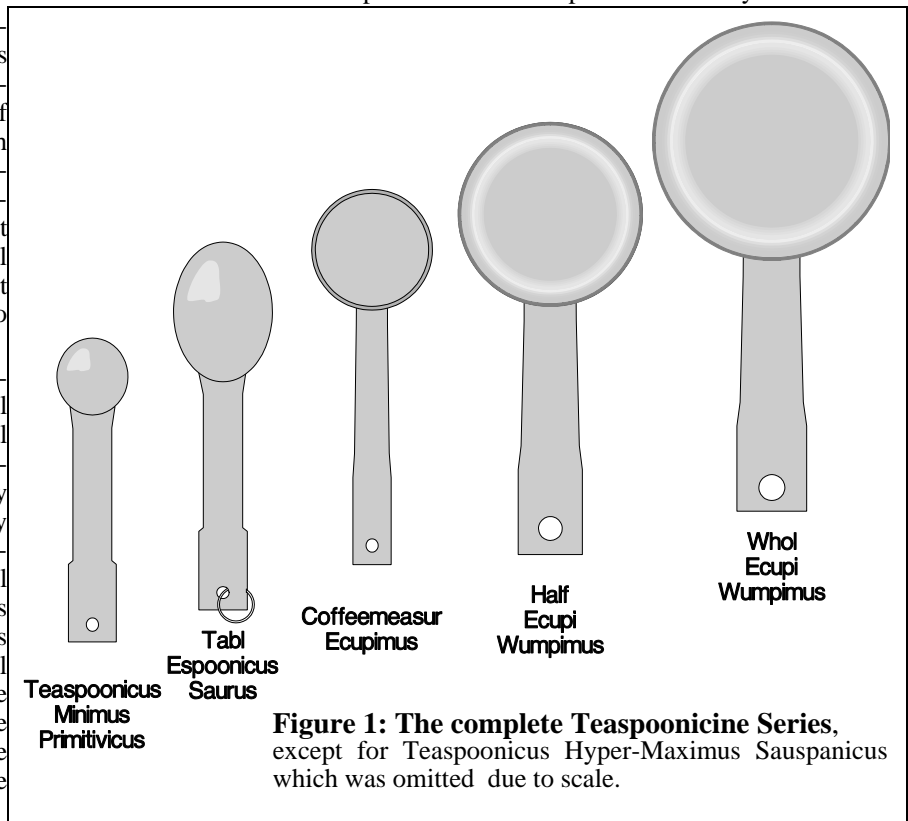 Teaspoonicus
Minimus
Primitivicus
Tabl
Espoonicus
Saurus
Coffeemeasur
Ecupimus
Half
Ecupi
Wumpimus
Whol
Ecupi
Wumpimus
Figure 1: The complete Teaspoonicine Series,
except for Teaspoonicus Hyper-Maximus Sauspanicus
which was omitted due to scale.